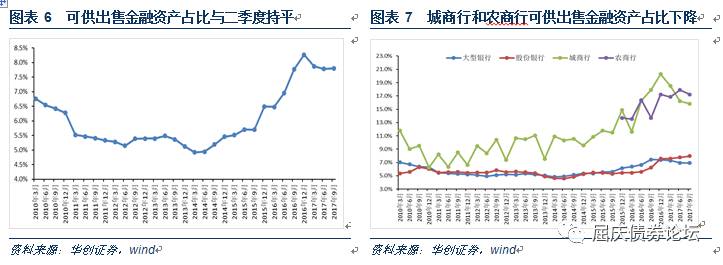 图表 6 可供出售金融资产占比与二季度持平
8.5%
8.0%
7.5%
7.0%
6.5%
6.0%
5.5%
5.0%
4.5%
4.0%
2010年3月
2010年6月
2010年9月
2010年12月
2011年3月
2011年6月
2011年9月
2011年12月
2012年3月
2012年6月
2012年9月
2012年12月
2013年3月
2013年6月
2013年9月
2013年12月
2014年3月
2014年6月
2014年9月
2014年12月
2015年3月
2015年6月
2015年9月
2015年12月
2016年3月
2016年6月
2016年9月
2016年12月
2017年3月
2017年6月
2017年9月
资料来源：华创证券，wind
图表 7 城商行和农商行可供出售金融资产占比下降
大型银行 股份银行 城商行 农商行
23.0%
21.0%
19.0%
17.0%
15.0%
13.0%
11.0%
9.0%
7.0%
5.0%
3.0%
2010年3月
2010年6月
2010年9月
2010年12月
2011年3月
2011年6月
2011年9月
2011年12月
2012年3月
2012年6月
2012年9月
2012年12月
2013年3月
2013年6月
2013年9月
2013年12月
2014年3月
2014年6月
2014年9月
2014年12月
2015年3月
2015年6月
2015年9月
2015年12月
2016年3月
2016年6月
2016年9月
2016年12月
2017年3月
2017年6月
2017年9月
资料来源：华创证券，wind
屈庆债券论坛